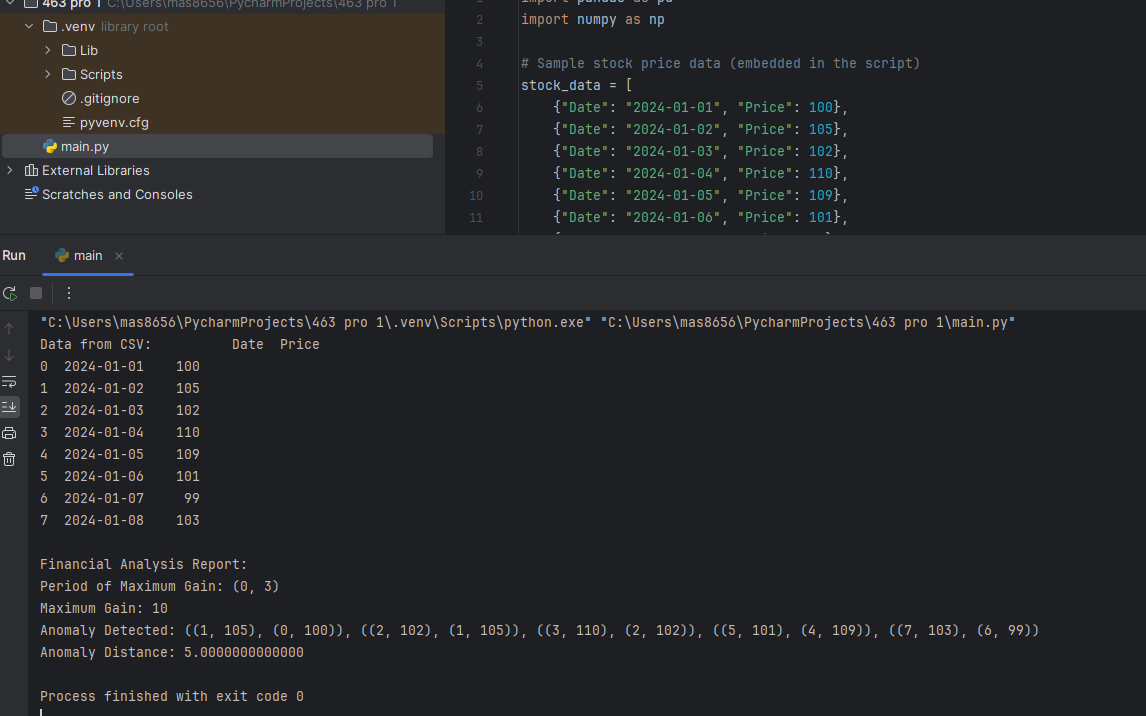 463 pro 1 C:\Users\mas8656\PycharmProjects\463 pro 1
.venv library root
Lib
Scripts
.gitignore
pyvenv.cfg
main.py
External Libraries
Scratches and Consoles
1 import pandas as pd
2 import numpy as np
3
4 # Sample stock price data (embedded in the script)
5 stock_data = [
6 {"Date": "2024-01-01", "Price": 100},
7 {"Date": "2024-01-02", "Price": 105},
8 {"Date": "2024-01-03", "Price": 102},
9 {"Date": "2024-01-04", "Price": 110},
10 {"Date": "2024-01-05", "Price": 109},
11 {"Date": "2024-01-06", "Price": 101},
Run main
"C:\Users\mas8656\PycharmProjects\463 pro 1\.venv\Scripts\python.exe" "C:\Users\mas8656\PycharmProjects\463 pro 1\main.py"
Data from CSV: Date Price
0 2024-01-01 100
1 2024-01-02 105
2 2024-01-03 102
3 2024-01-04 110
4 2024-01-05 109
5 2024-01-06 101
6 2024-01-07 99
7 2024-01-08 103
Financial Analysis Report:
Period of Maximum Gain: (0, 3)
Maximum Gain: 10
Anomaly Detected: ((1, 105), (0, 100)), ((2, 102), (1, 105)), ((3, 110), (2, 102)), ((5, 101), (4, 109)), ((7, 103), (6, 99))
Anomaly Distance: 5.0000000000000
Process finished with exit code 0